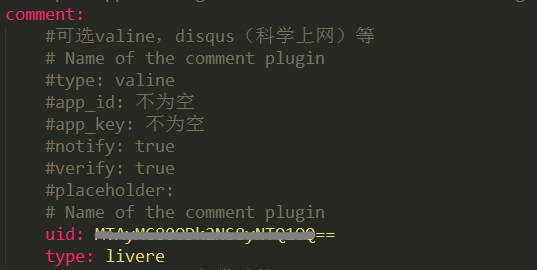 comment:
#可选valine，disqus（科学上网）等
# Name of the comment plugin
#type: valine
#app_id: 不为空
#app_key: 不为空
#notify: true
#verify: true
#placeholder:
# Name of the comment plugin
uid: ==
type: livere